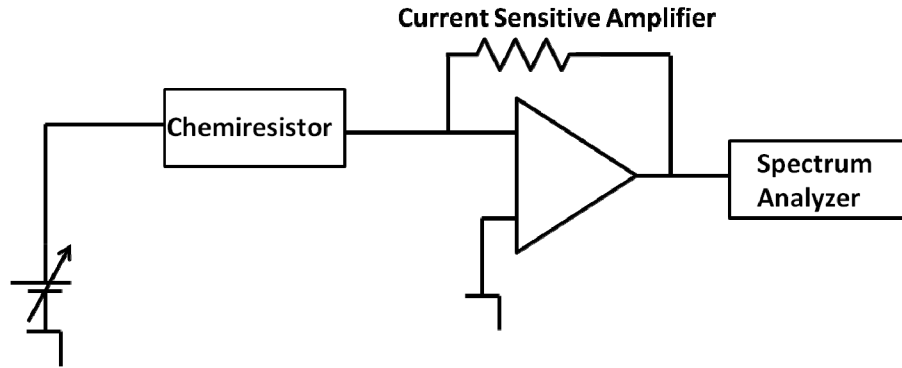 Current Sensitive Amplifier
Chemiresistor
Spectrum
Analyzer